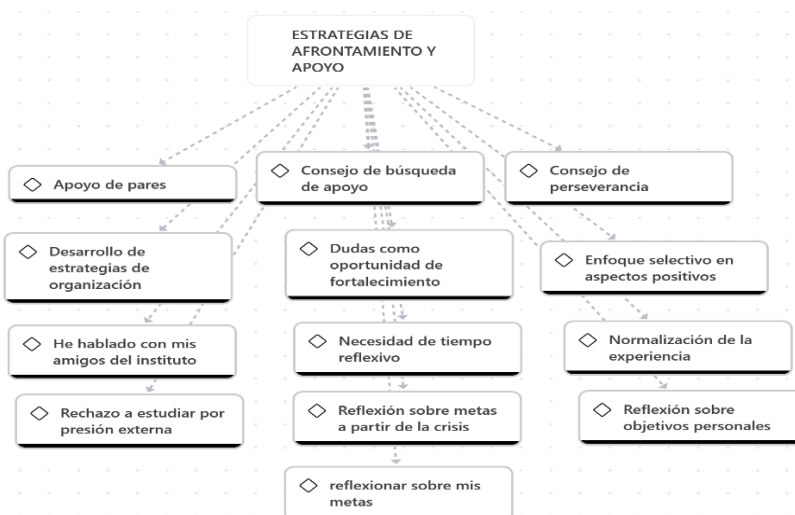 ESTRATEGIAS DE
AFRONTAMIENTO Y
APOYO
Apoyo de pares
Consejo de búsqueda
de apoyo
Consejo de
perseverancia
Desarrollo de
estrategias de
organización
Dudas como
oportunidad de
fortalecimiento
Enfoque selectivo en
aspectos positivos
He hablado con mis
amigos del instituto
Necesidad de tiempo
reflexivo
Normalización de la
experiencia
Rechazo a estudiar por
presión externa
Reflexión sobre metas
a partir de la crisis
Reflexión sobre
objetivos personales
reflexionar sobre mis
metas